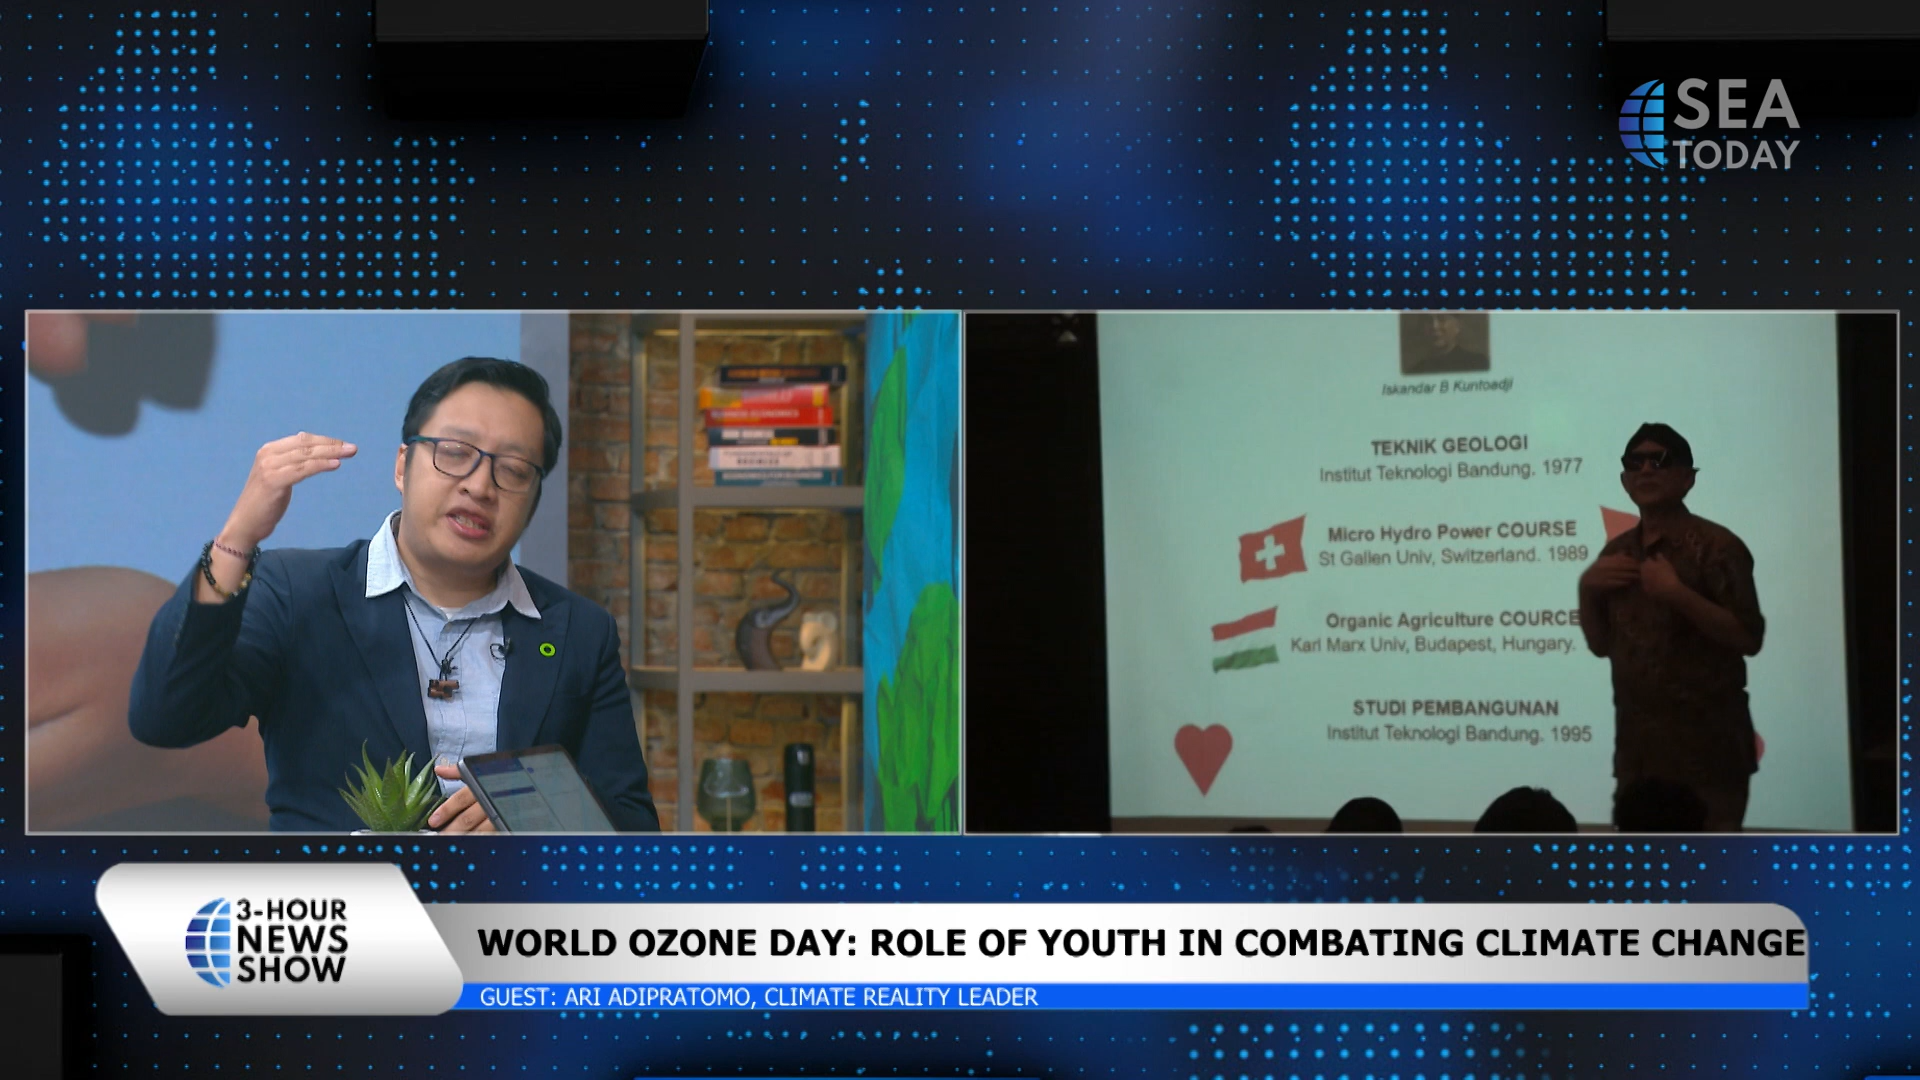 SEA
TODAY
Iskandar B Kuntoadji
TEKNIK GEOLOGI
Institut Teknologi Bandung. 1977
Micro Hydro Power COURSE
St Gallen Univ, Switzerland. 1989
Organic Agriculture COURCE
Karl Marx Univ, Budapest, Hungary.
STUDI PEMBANGUNAN
Institut Teknologi Bandung. 1995
3-HOUR
NEWS
SHOW
WORLD OZONE DAY: ROLE OF YOUTH IN COMBATING CLIMATE CHANGE
GUEST: ARI ADIPRATOMO, CLIMATE REALITY LEADER